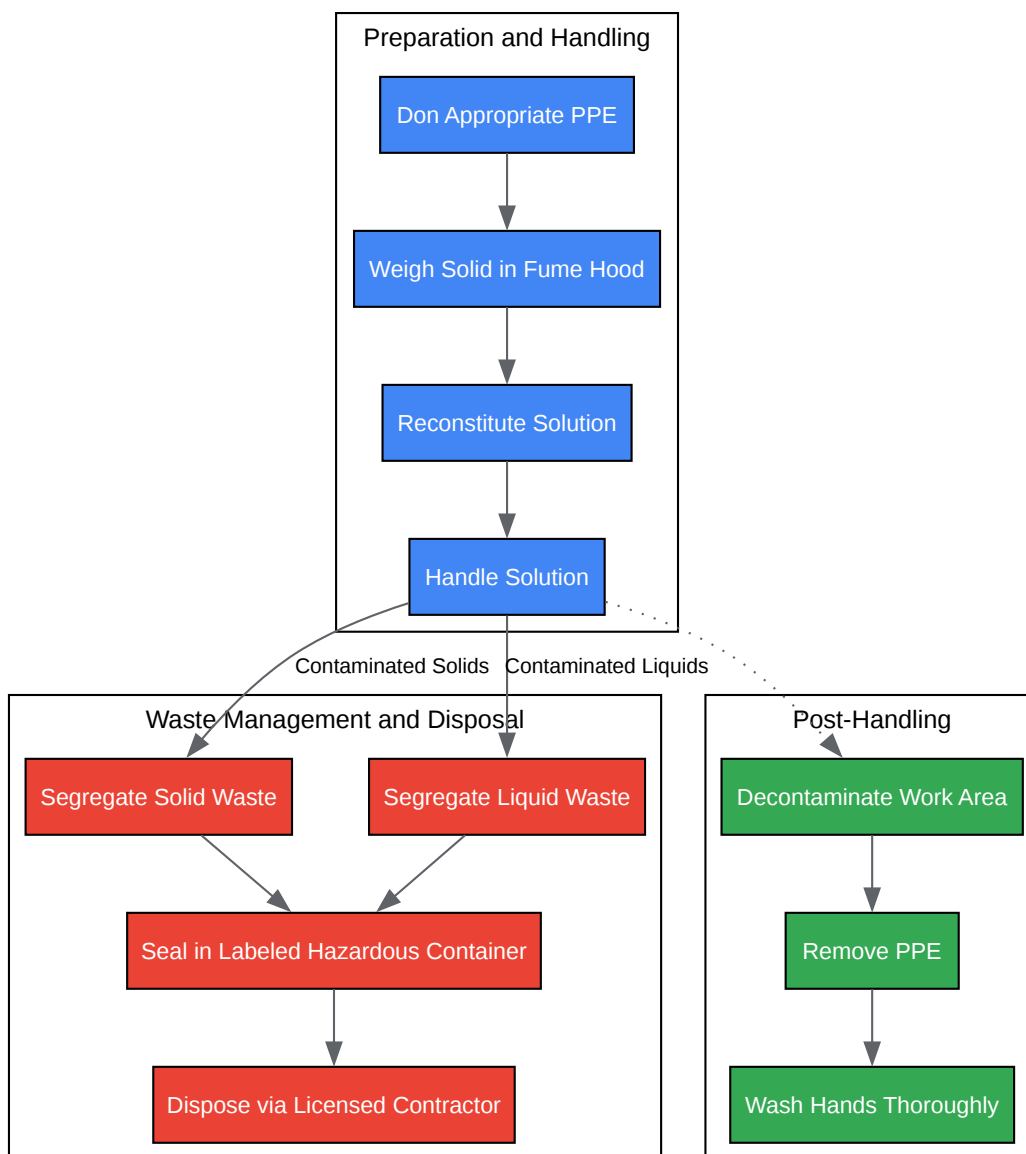 Preparation and Handling
Don Appropriate PPE
Weigh Solid in Fume Hood
Reconstitute Solution
Handle Solution
Contaminated Solids
Contaminated Liquids
Waste Management and Disposal
Post-Handling
Segregate Solid Waste
Segregate Liquid Waste
Decontaminate Work Area
Seal in Labeled Hazardous Container
Remove PPE
Dispose via Licensed Contractor
Wash Hands Thoroughly